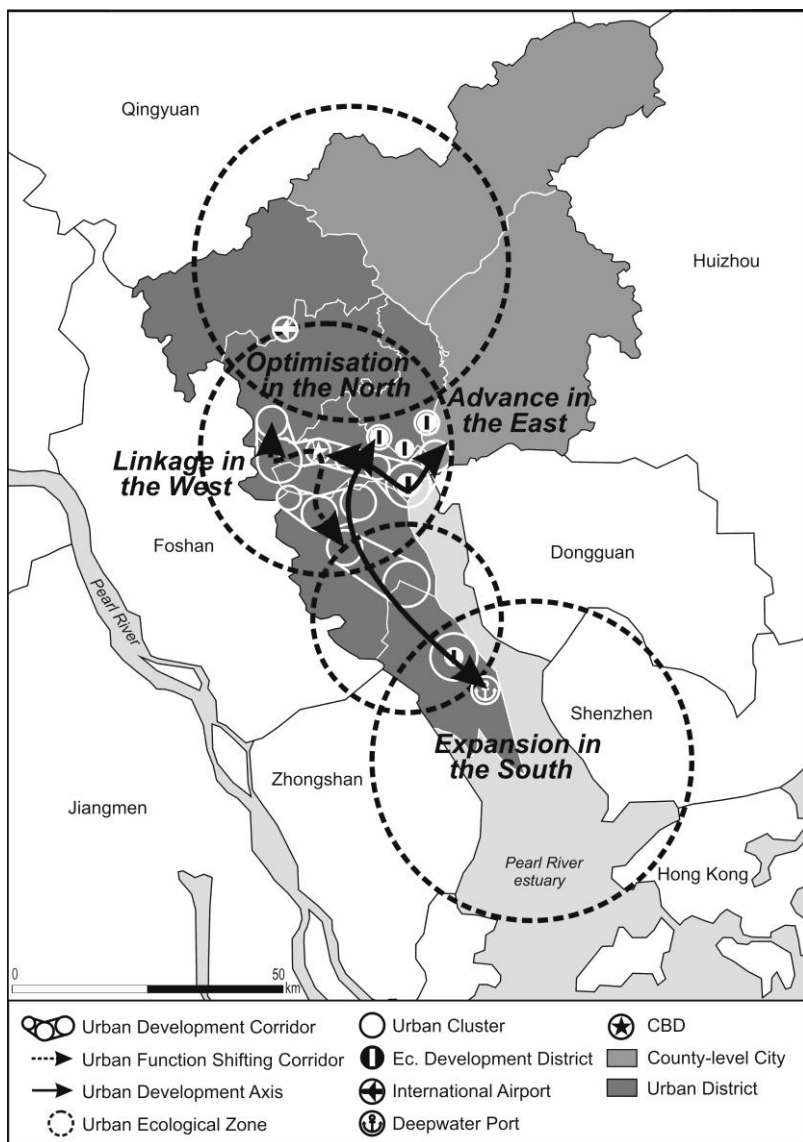 Qingyuan
Huizhou
Optimisation
in the North
Advance in
the East
Linkage in
the West
Foshan
Dongguan
Pearl River
Shenzhen
Expansion in
the South
Zhongshan
Jiangmen
Pearl River
estuary
Hong Kong
0 50
km
Urban Development Corridor
Urban Cluster
CBD
Urban Function Shifting Corridor
Ec. Development District
County-level City
Urban Development Axis
International Airport
Urban District
Urban Ecological Zone
Deepwater Port